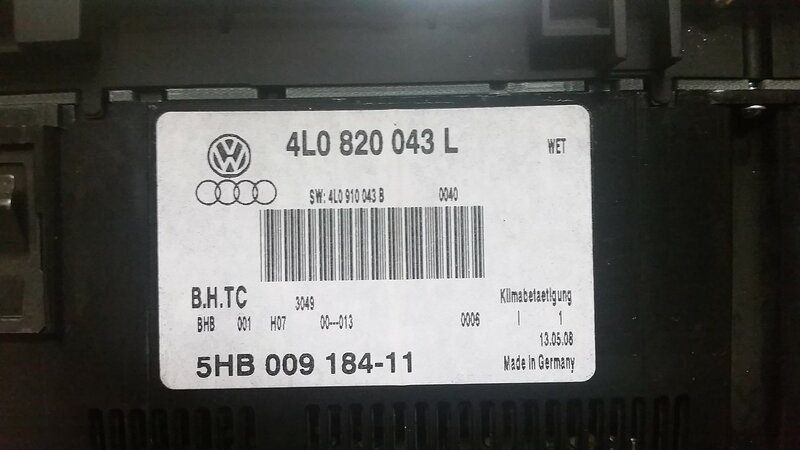 4L0 820 043 L WET
SW: 4L0 910 043 B 0040
B.H.TC 3049 Klimabetaetigung
BHB 001 H07 00---013 0006 I 1
13.05.08
5HB 009 184-11 Made in Germany